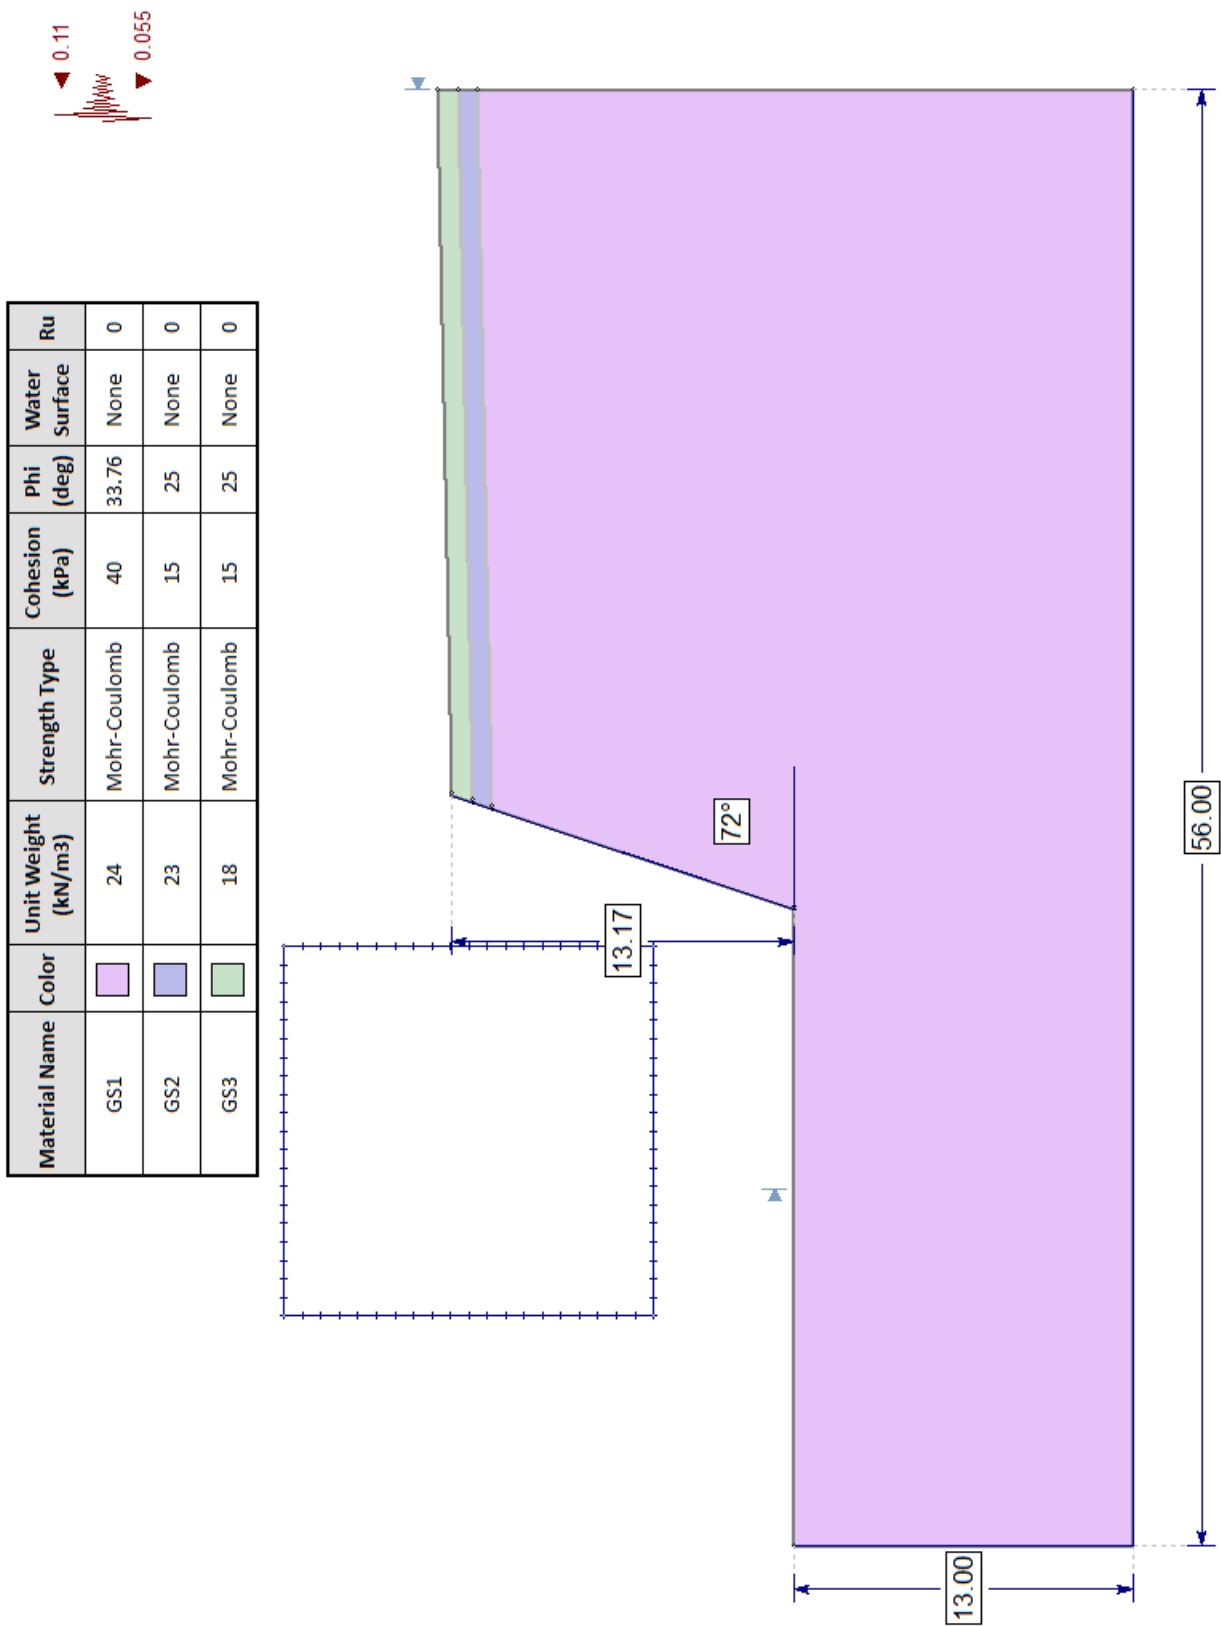 Material Name Color Unit Weight (kN/m3) Strength Type Cohesion (kPa) Phi (deg) Water Surface Ru
GS1 24 Mohr-Coulomb 40 33.76 None 0
GS2 23 Mohr-Coulomb 15 25 None 0
GS3 18 Mohr-Coulomb 15 25 None 0
0.11
0.055
13.17
72°
13.00
56.00